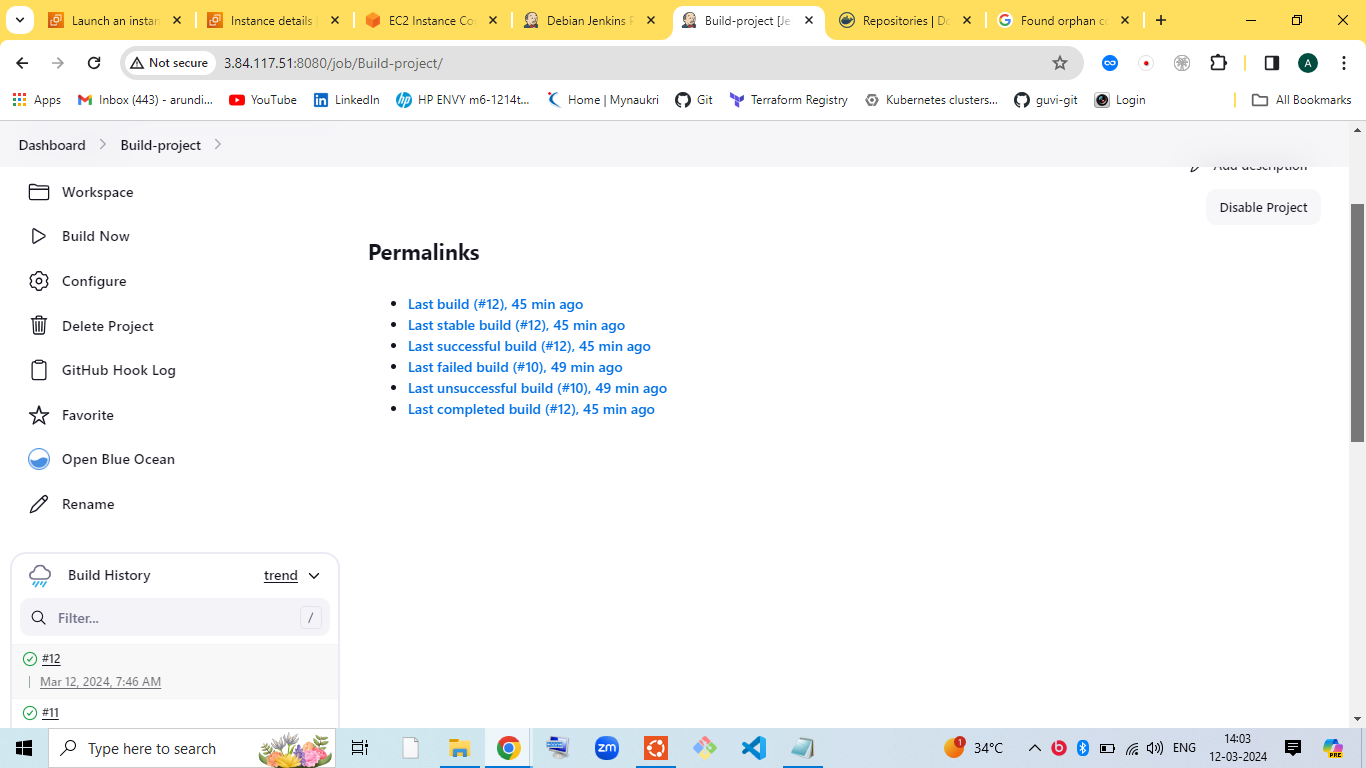 Launch an instan
Instance details |
EC2 Instance Co
Debian Jenkins P
Build-project [Je
Repositories | Do
Found orphan co
Not secure
3.84.117.51:8080/job/Build-project/
A
Apps
Inbox (443) - arundi...
YouTube
LinkedIn
HP ENVY m6-1214t...
Home | Mynaukri
Git
Terraform Registry
Kubernetes clusters...
guvi-git
Login
All Bookmarks
Dashboard
Build-project
Add description
Disable Project
Workspace
Build Now
Configure
Delete Project
GitHub Hook Log
Favorite
Open Blue Ocean
Rename
Permalinks
Last build (#12), 45 min ago
Last stable build (#12), 45 min ago
Last successful build (#12), 45 min ago
Last failed build (#10), 49 min ago
Last unsuccessful build (#10), 49 min ago
Last completed build (#12), 45 min ago
Build History
trend
Filter...
/
#12
| Mar 12, 2024, 7:46 AM
#11
Type here to search
zm
1
34°C
b
ENG
14:03
12-03-2024
PRE